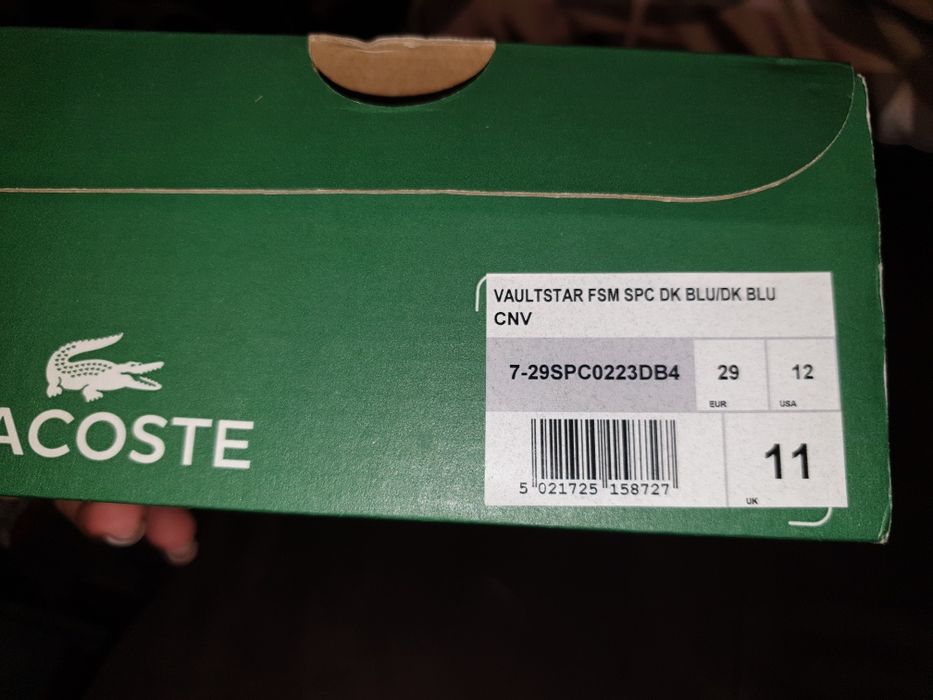 VAULTSTAR FSM SPC DK BLU/DK BLU
CNV
7-29SPC0223DB4
29
EUR
12
USA
5 021725 158727
11
UK
ACOSTE